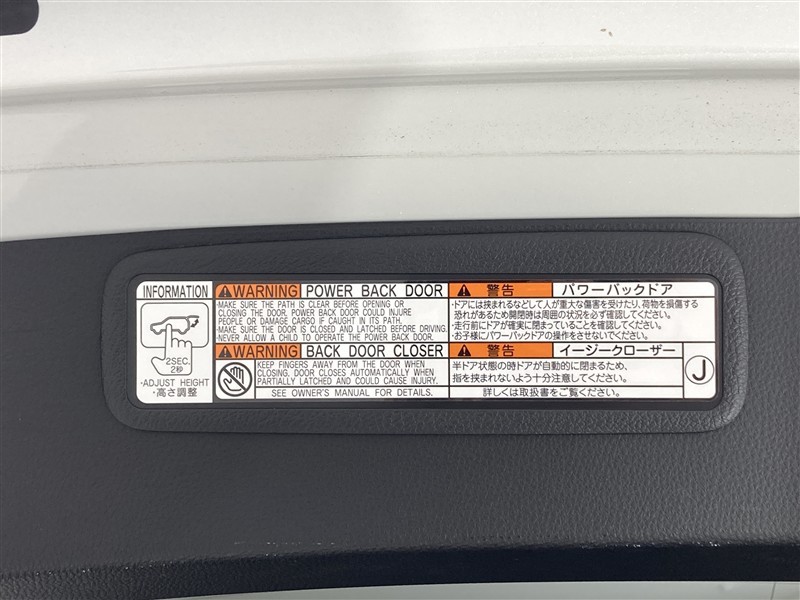 INFORMATION
2SEC.
2秒
·ADJUST HEIGHT
·高さ調整
WARNING POWER BACK DOOR
·MAKE SURE THE PATH IS CLEAR BEFORE OPENING OR
CLOSING THE DOOR. POWER BACK DOOR COULD INJURE
PEOPLE OR DAMAGE CARGO IF CAUGHT IN ITS PATH.
·MAKE SURE THE DOOR IS CLOSED AND LATCHED BEFORE DRIVING.
·NEVER ALLOW A CHILD TO OPERATE THE POWER BACK DOOR.
警告 パワーバックドア
·ドアには挟まれるなどして人が重大な傷害を受けたり、荷物を損傷する
恐れがあるため開閉時は周囲の状況を必ず確認してください。
·走行前にドアが確実に閉まっていることを確認してください。
·お子様にパワーバックドアの操作をさせないでください。
WARNING BACK DOOR CLOSER
KEEP FINGERS AWAY FROM THE DOOR WHEN
CLOSING. DOOR CLOSES AUTOMATICALLY WHEN
PARTIALLY LATCHED AND COULD CAUSE INJURY.
SEE OWNER'S MANUAL FOR DETAILS.
警告 イージークローザー
半ドア状態の時ドアが自動的に閉まるため、
指を挟まれないよう十分注意してください。
詳しくは取扱書をご覧ください。
J